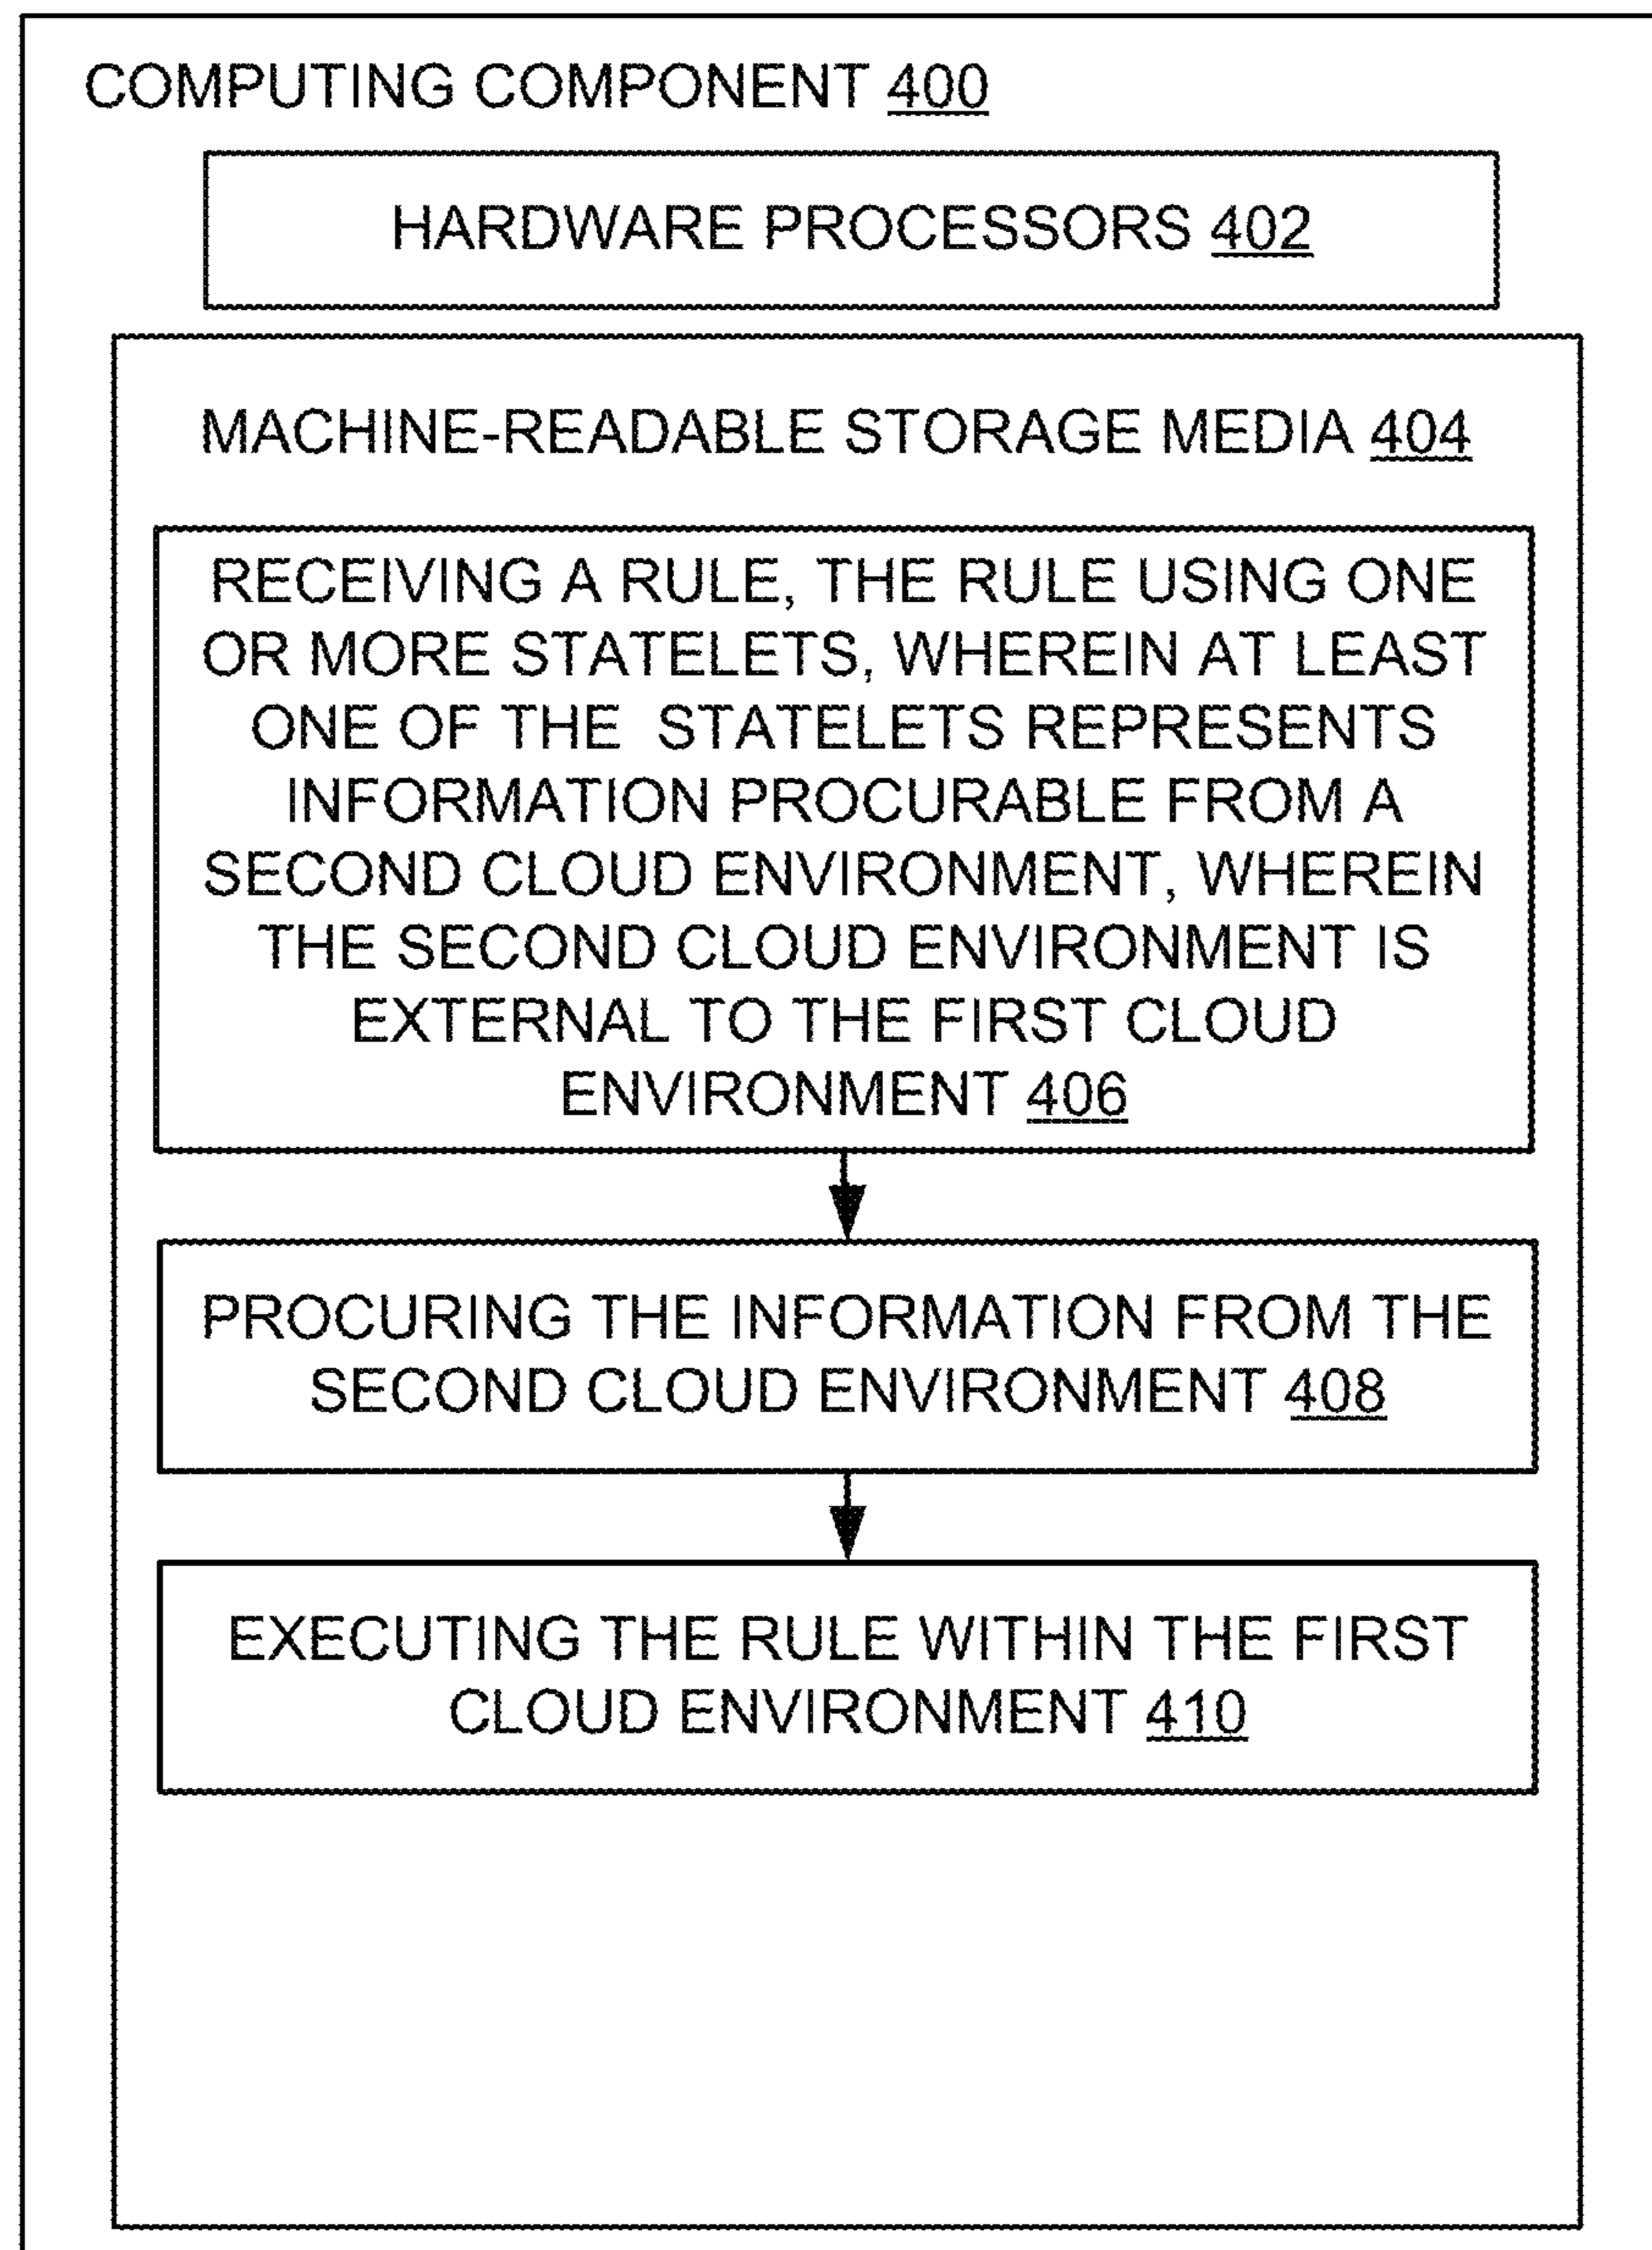 COMPUTING COMPONENT 400
HARDWARE PROCESSORS 402
MACHINE-READABLE STORAGE MEDIA 404
RECEIVING A RULE, THE RULE USING ONE
OR MORE STATELETS, WHEREIN AT LEAST
ONE OF THE STATELETS REPRESENTS
INFORMATION PROCURABLE FROM A
SECOND CLOUD ENVIRONMENT, WHEREIN
THE SECOND CLOUD ENVIRONMENT IS
EXTERNAL TO THE FIRST CLOUD
ENVIRONMENT 406
PROCURING THE INFORMATION FROM THE
SECOND CLOUD ENVIRONMENT 408
EXECUTING THE RULE WITHIN THE FIRST
CLOUD ENVIRONMENT 410